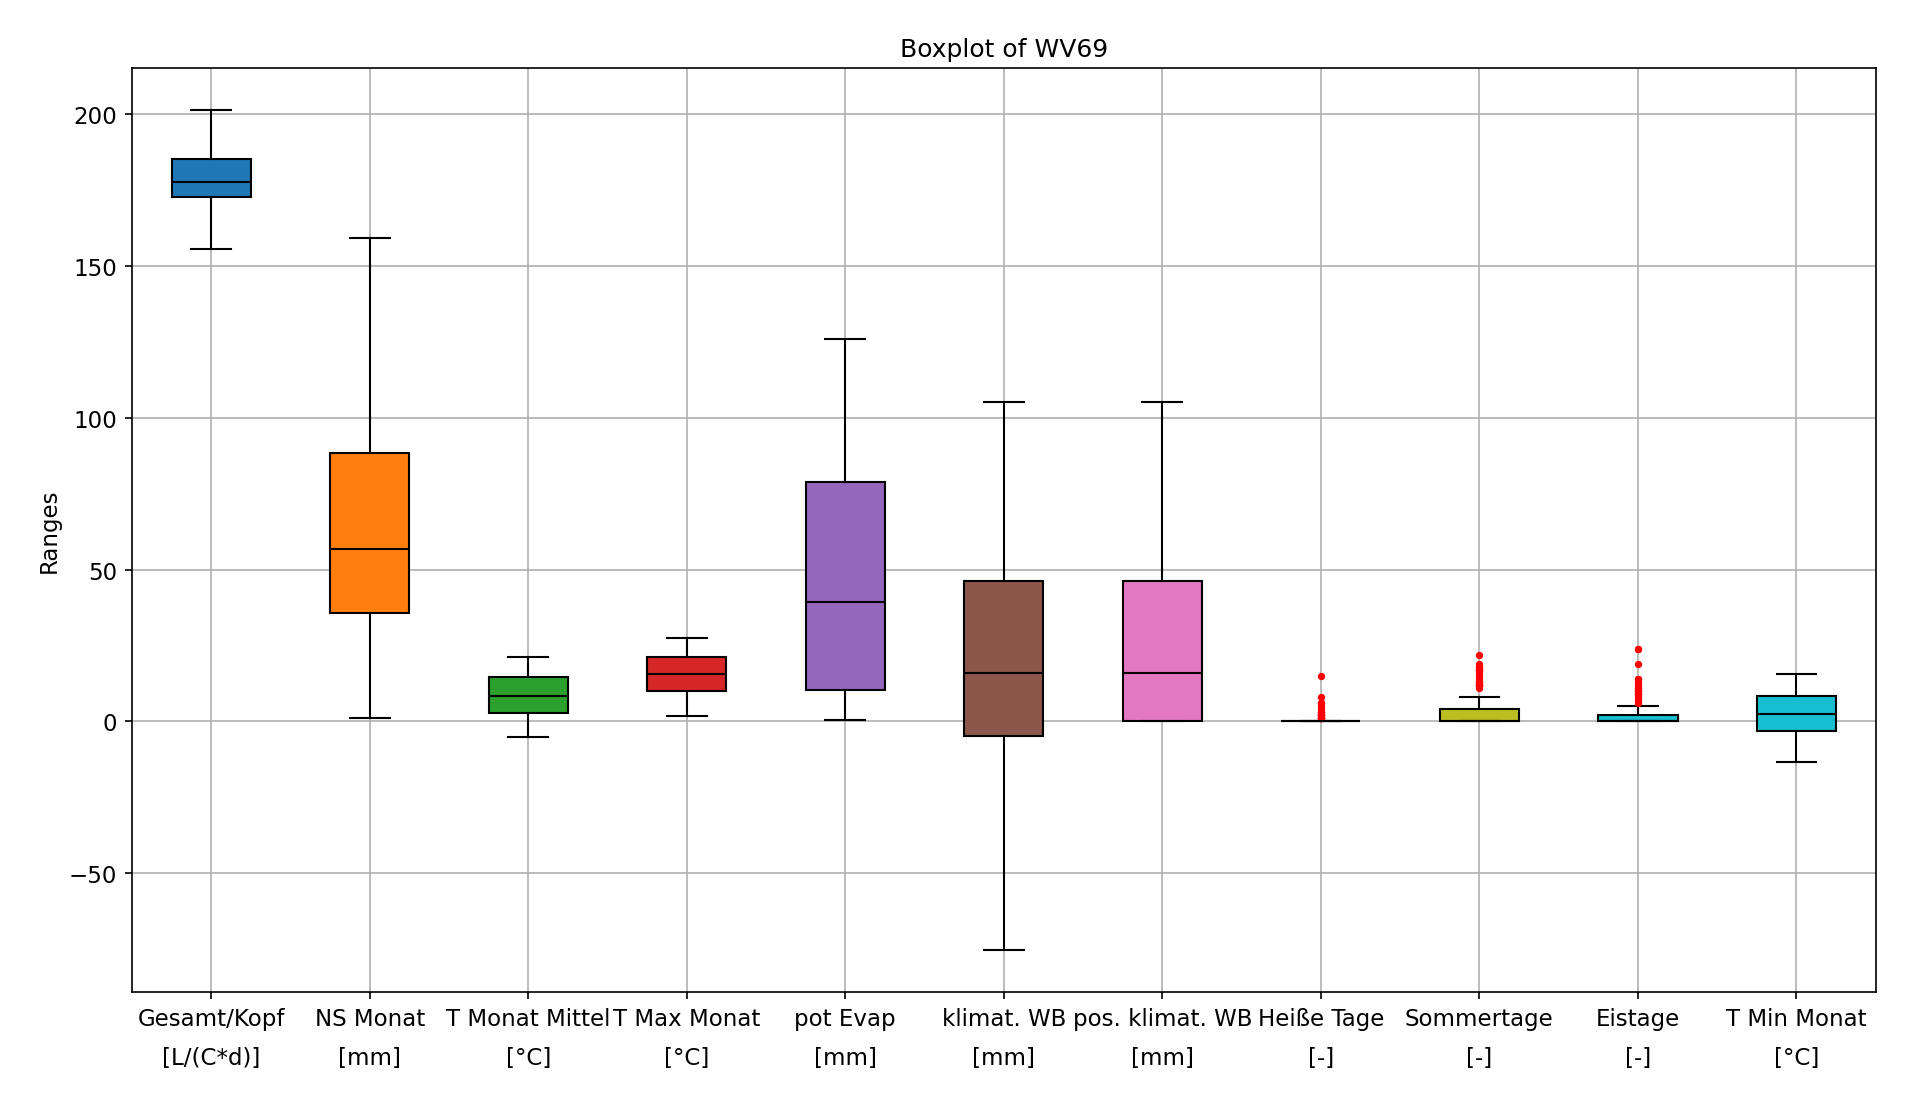 Boxplot of WV69
200
150
100
50
0
−50
Ranges
Gesamt/Kopf NS Monat T Monat Mittel T Max Monat pot Evap klimat. WB pos. klimat. WB Heiße Tage Sommertage Eistage T Min Monat
[L/(C*d)] [mm] [°C] [°C] [mm] [mm] [mm] [-] [-] [-] [°C]